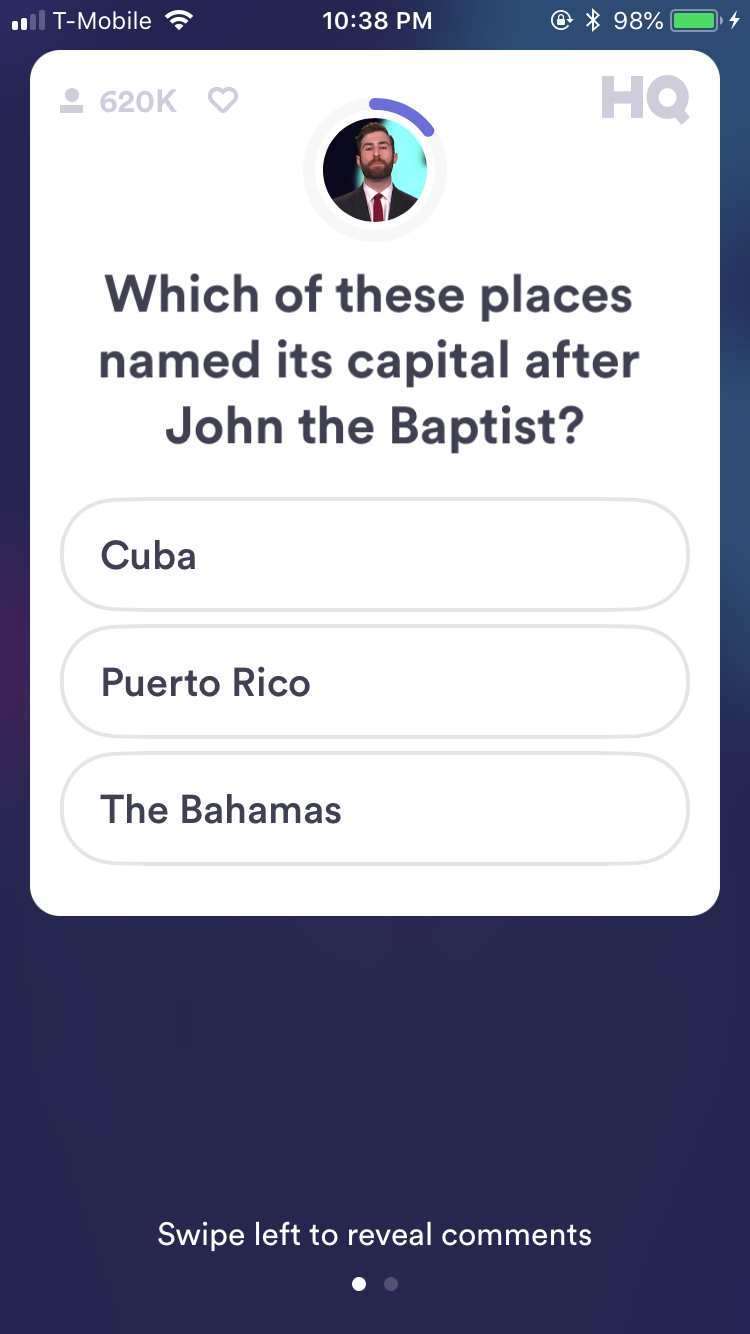 T-Mobile 10:38 PM 98%
620K HQ
Which of these places
named its capital after
John the Baptist?
Cuba
Puerto Rico
The Bahamas
Swipe left to reveal comments